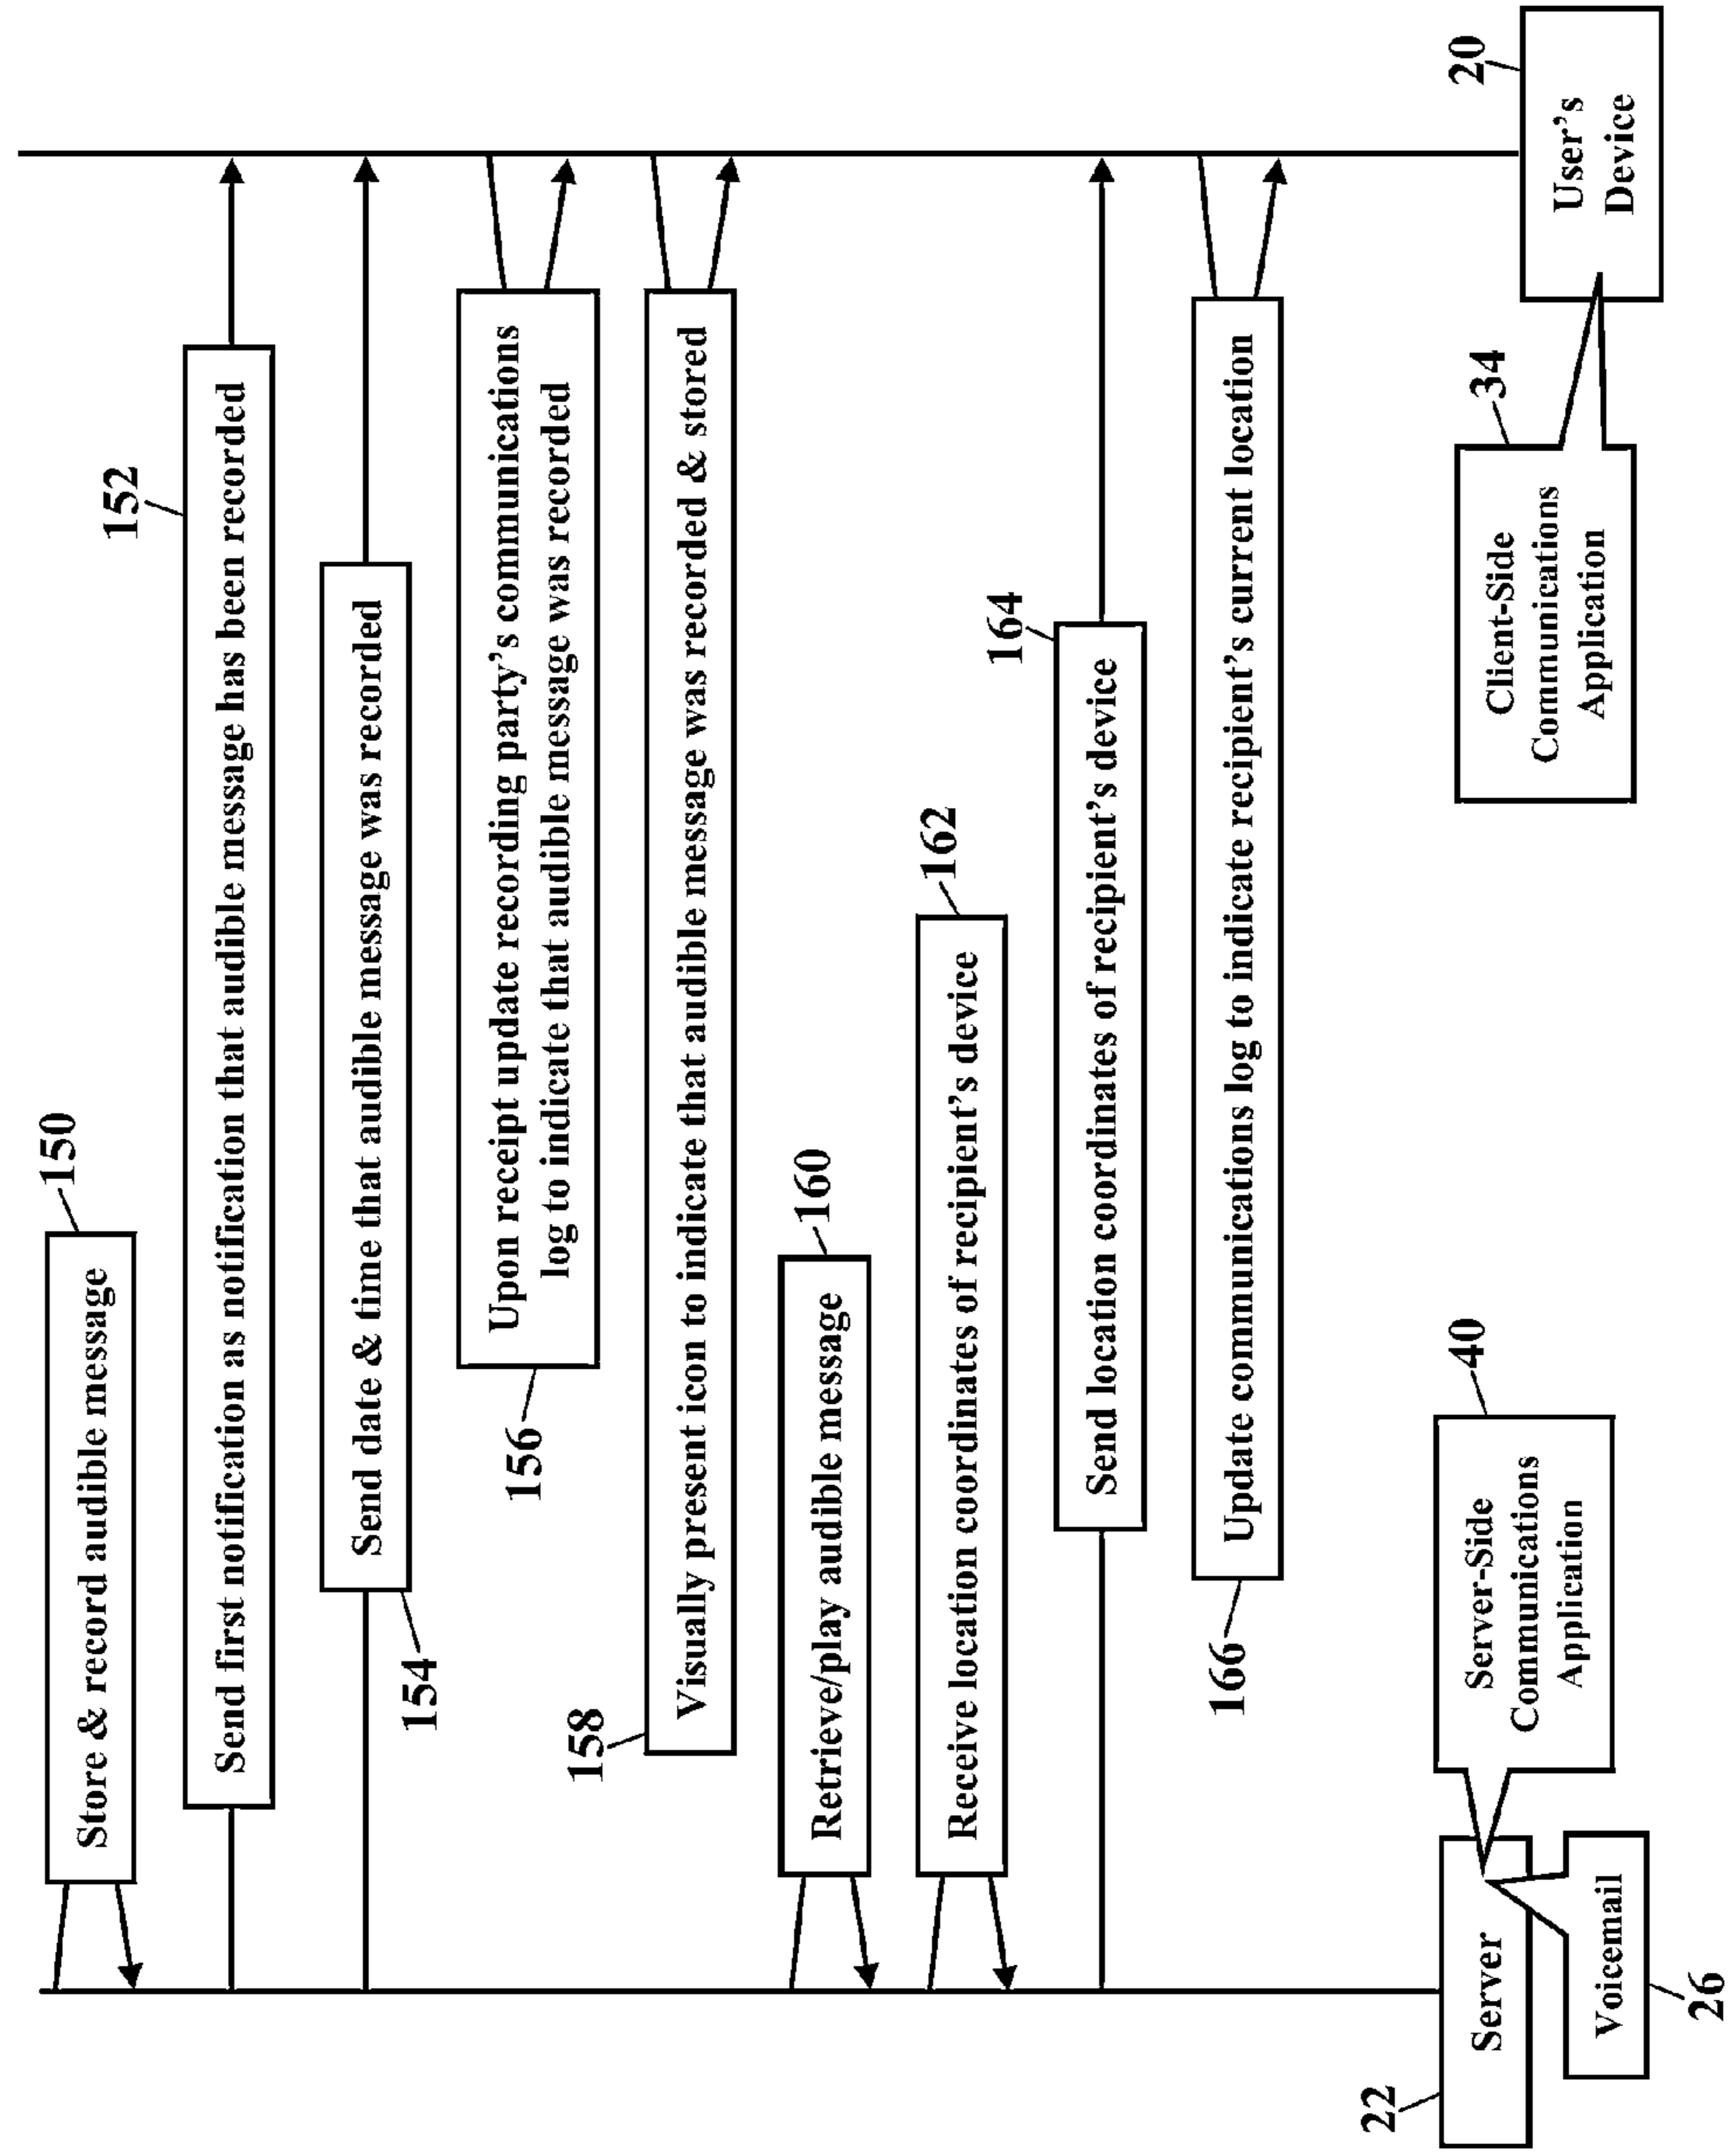 150
Store & record audible message
152
Send first notification as notification that audible message has been recorded
Send date & time that audible message was recorded
154
Upon receipt update recording party's communications
log to indicate that audible message was recorded
156
Visually present icon to indicate that audible message was recorded & stored
158
160
Retrieve/play audible message
162
Receive location coordinates of recipient's device
164
Send location coordinates of recipient's device
Update communications log to indicate recipient's current location
166
22
Server
Voicemail
26
40
Server-Side
Communications
Application
34
Client-Side
Communications
Application
20
User's
Device